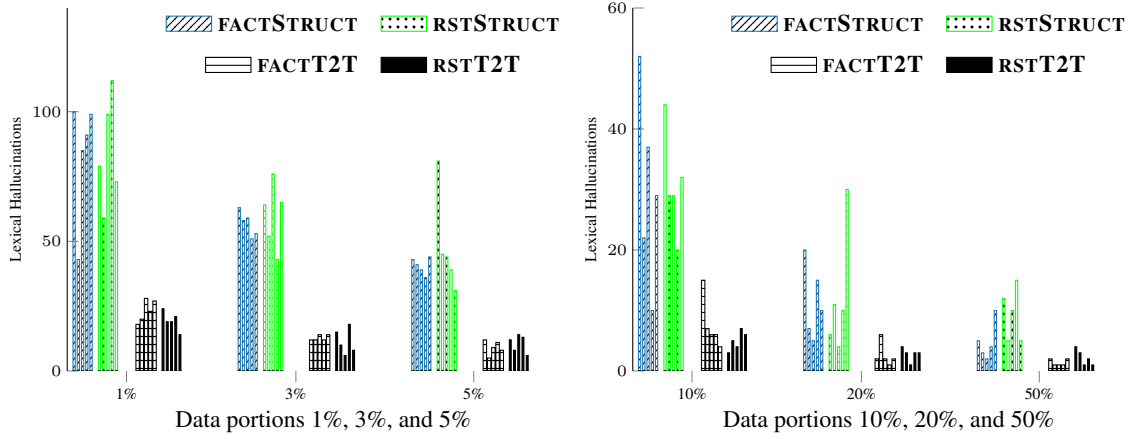 FACTSTRUCT RSTSTRUCT
FACTT2T RSTT2T
Lexical Hallucinations
100
50
0
1% 3% 5%
Data portions 1%, 3%, and 5%
FACTSTRUCT RSTSTRUCT
FACTT2T RSTT2T
Lexical Hallucinations
60
40
20
0
10% 20% 50%
Data portions 10%, 20%, and 50%